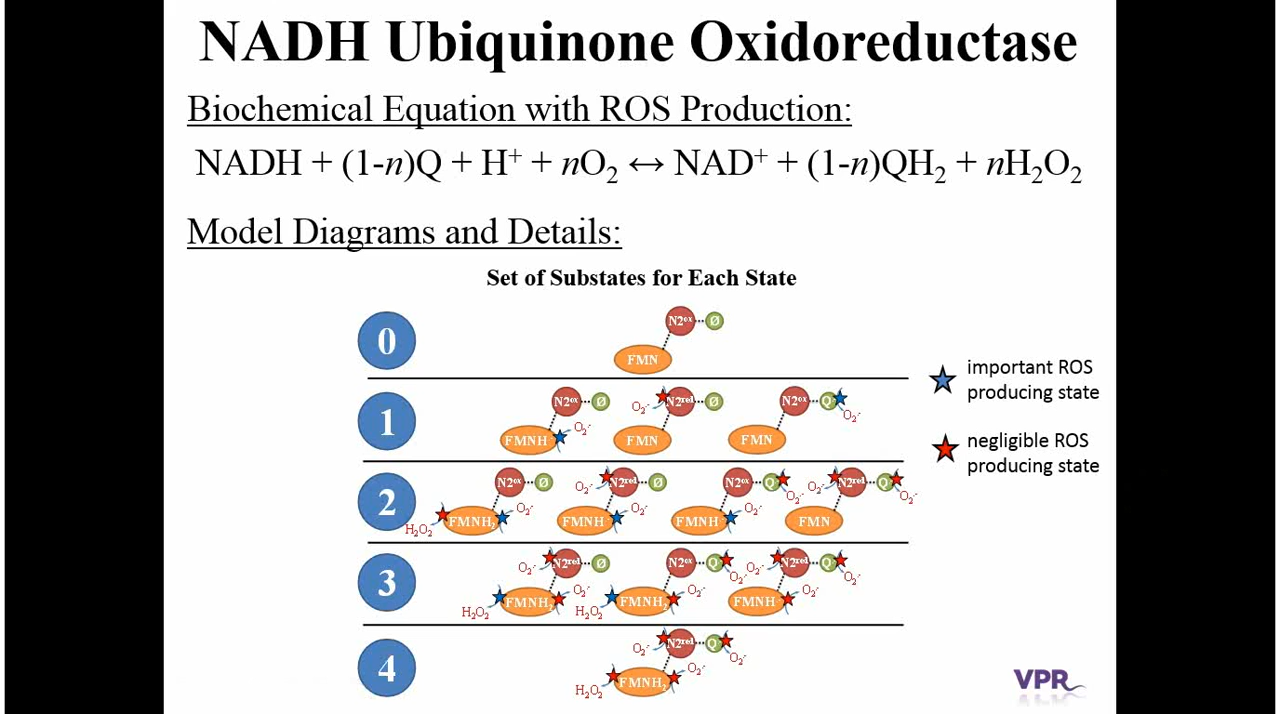 NADH Ubiquinone Oxidoreductase
Biochemical Equation with ROS Production:
NADH + (1-n)Q + H⁺ + nO₂ ↔ NAD⁺ + (1-n)QH₂ + nH₂O₂
Model Diagrams and Details:
Set of Substates for Each State
0
N2ox Ø
FMN
important ROS
producing state
1
N2ox Ø O₂·⁻ N2red Ø N2ox Q O₂·⁻
FMNH O₂·⁻ FMN FMN
negligible ROS
producing state
2
N2ox Ø O₂·⁻ N2red Ø N2ox Q O₂·⁻ O₂·⁻ N2red Q O₂·⁻
H₂O₂ FMNH₂ O₂·⁻ FMNH O₂·⁻ FMNH O₂·⁻ FMN
3
O₂·⁻ N2red Ø N2ox Q O₂·⁻ O₂·⁻ N2red Q O₂·⁻
H₂O₂ FMNH₂ O₂·⁻ H₂O₂ FMNH₂ O₂·⁻ FMNH O₂·⁻
4
O₂·⁻ N2red Q O₂·⁻
H₂O₂ FMNH₂ O₂·⁻
VPR